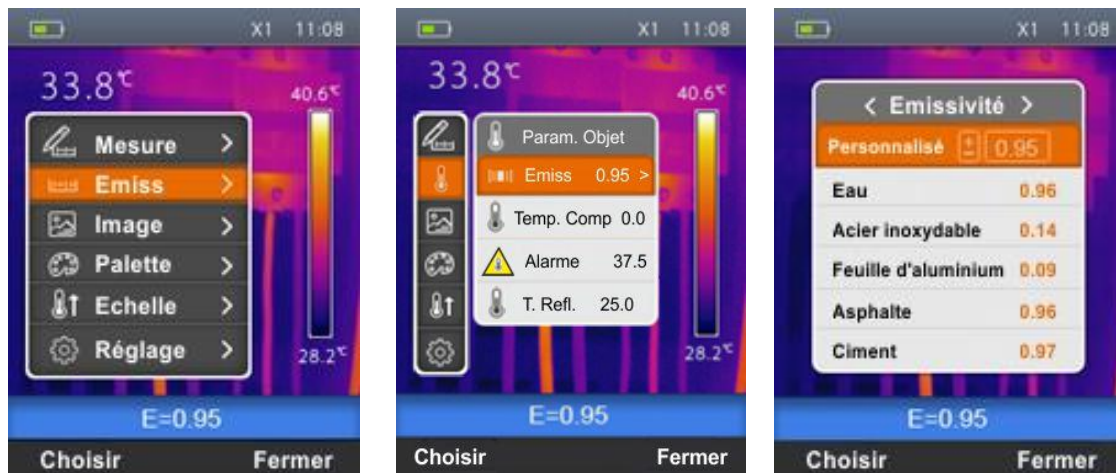 X1 11:08
33.8℃
40.6℃
Mesure >
Emiss >
Image >
Palette >
Echelle >
Réglage >
28.2℃
E=0.95
Choisir Fermer
X1 11:08
33.8℃
40.6℃
Param. Objet
Emiss 0.95 >
Temp. Comp 0.0
Alarme 37.5
T. Refl. 25.0
28.2℃
E=0.95
Choisir Fermer
X1 11:08
< Emissivité >
Personnalisé ± 0.95
Eau 0.96
Acier inoxydable 0.14
Feuille d'aluminium 0.09
Asphalte 0.96
Ciment 0.97
E=0.95
Choisir Fermer